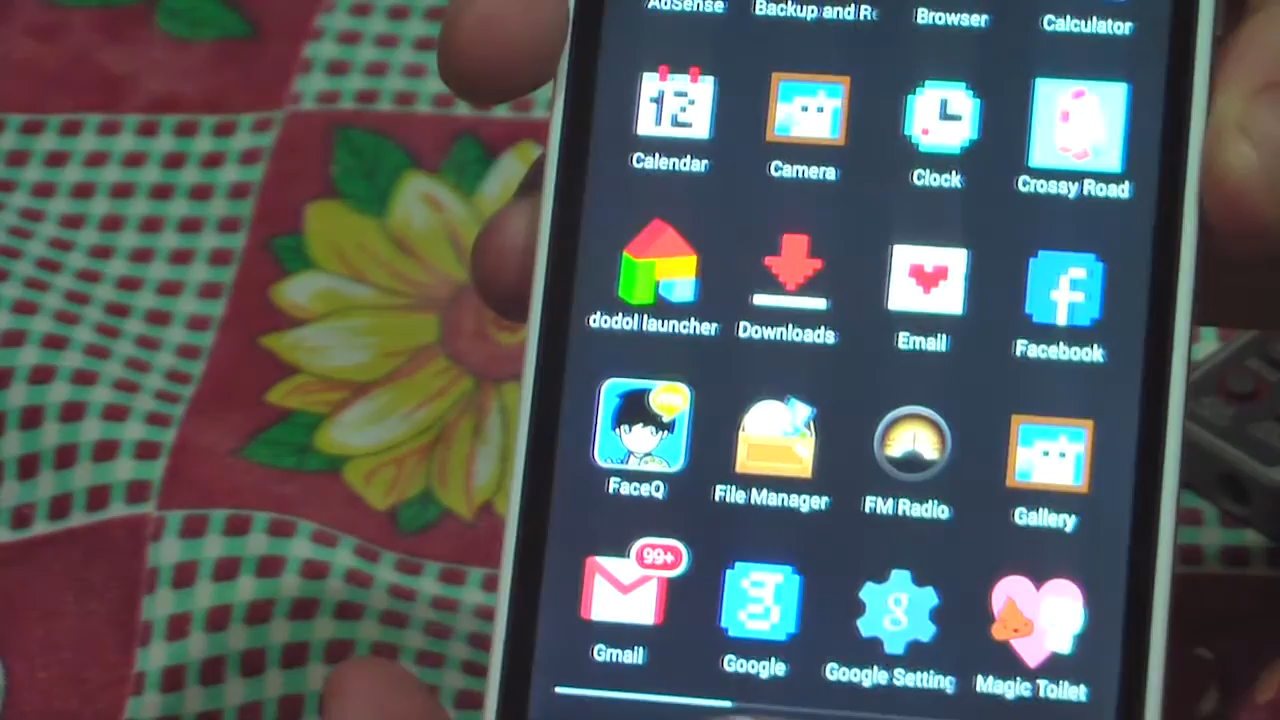 AdSense Backup and Re Browser Calculator
12
Calendar Camera Clock Crossy Road
f
dodol launcher Downloads Email Facebook
FaceQ File Manager FM Radio Gallery
99+
M g g
Gmail Google Google Setting Magic Toilet